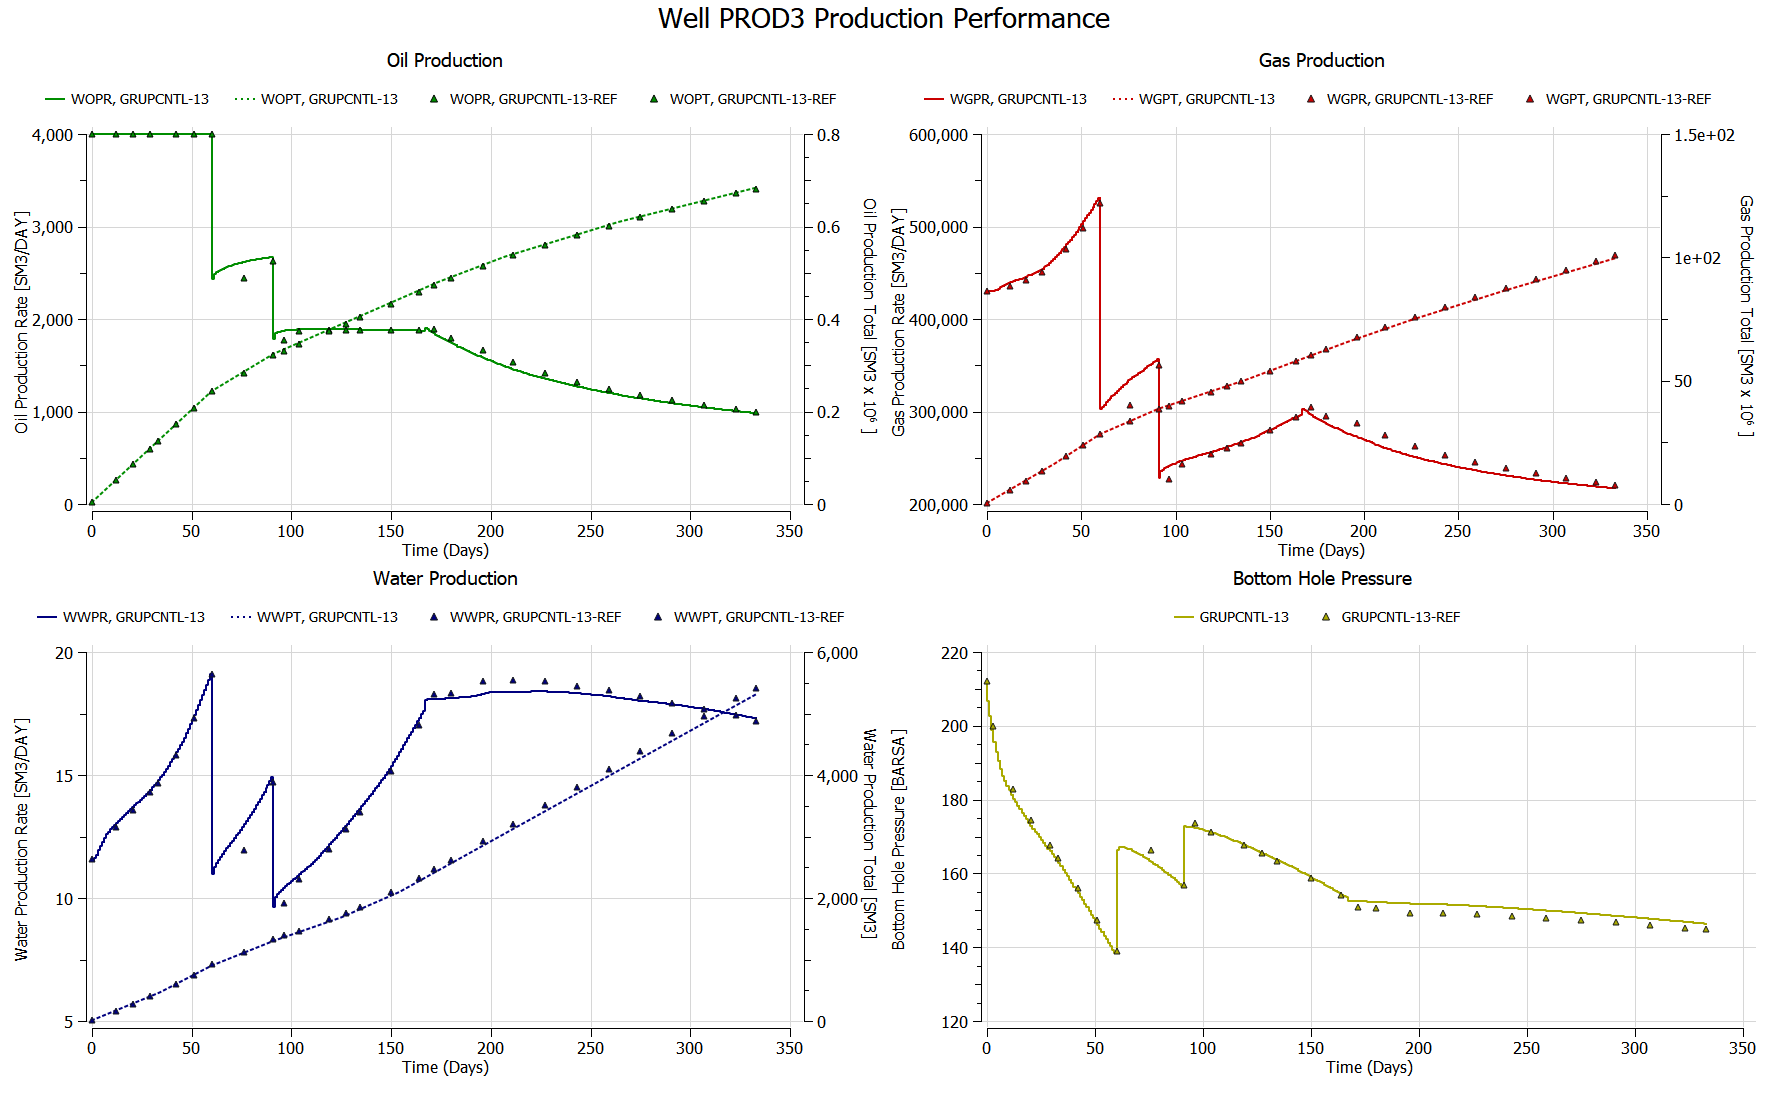 Well PROD3 Production Performance
Oil Production
WOPR, GRUPCNTL-13 WOPT, GRUPCNTL-13 WOPR, GRUPCNTL-13-REF WOPT, GRUPCNTL-13-REF
4,000
3,000
2,000
1,000
0
Oil Production Rate [SM3/DAY]
0.8
0.6
0.4
0.2
0
Oil Production Total [SM3 x 10⁶ ]
0 50 100 150 200 250 300 350
Time (Days)
Gas Production
WGPR, GRUPCNTL-13 WGPT, GRUPCNTL-13 WGPR, GRUPCNTL-13-REF WGPT, GRUPCNTL-13-REF
600,000
500,000
400,000
300,000
200,000
Gas Production Rate [SM3/DAY]
1.5e+02
1e+02
50
0
Gas Production Total [SM3 x 10⁶ ]
0 50 100 150 200 250 300 350
Time (Days)
Water Production
WWPR, GRUPCNTL-13 WWPT, GRUPCNTL-13 WWPR, GRUPCNTL-13-REF WWPT, GRUPCNTL-13-REF
20
15
10
5
Water Production Rate [SM3/DAY]
6,000
4,000
2,000
0
Water Production Total [SM3]
0 50 100 150 200 250 300 350
Time (Days)
Bottom Hole Pressure
GRUPCNTL-13 GRUPCNTL-13-REF
220
200
180
160
140
120
Bottom Hole Pressure [BARSA]
0 50 100 150 200 250 300 350
Time (Days)